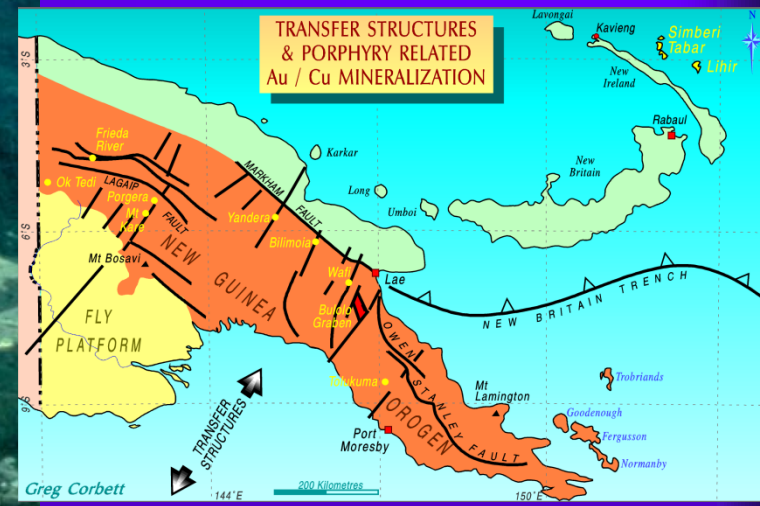 TRANSFER STRUCTURES
& PORPHYRY RELATED
Au / Cu MINERALIZATION
Lavongai
Kavieng
Simberi
Tabar
Lihir
N
3°S
New
Ireland
Rabaul
Frieda
River
Karkar
New
Britain
Ok Tedi
LAGAIP
FAULT
Porgera
Mt
Kare
MARKHAM
FAULT
Long
Umboi
Yandera
6°S
Bilimoia
Mt Bosavi
NEW GUINEA
OROGEN
Wafi
Lae
Bulolo
Graben
NEW BRITAIN TRENCH
FLY
PLATFORM
OWEN
STANLEY FAULT
Tolukuma
Trobriands
Mt
Lamington
9°S
TRANSFER
STRUCTURES
Goodenough
Fergusson
Port
Moresby
Normanby
Greg Corbett
144°E
200 Kilometres
150°E